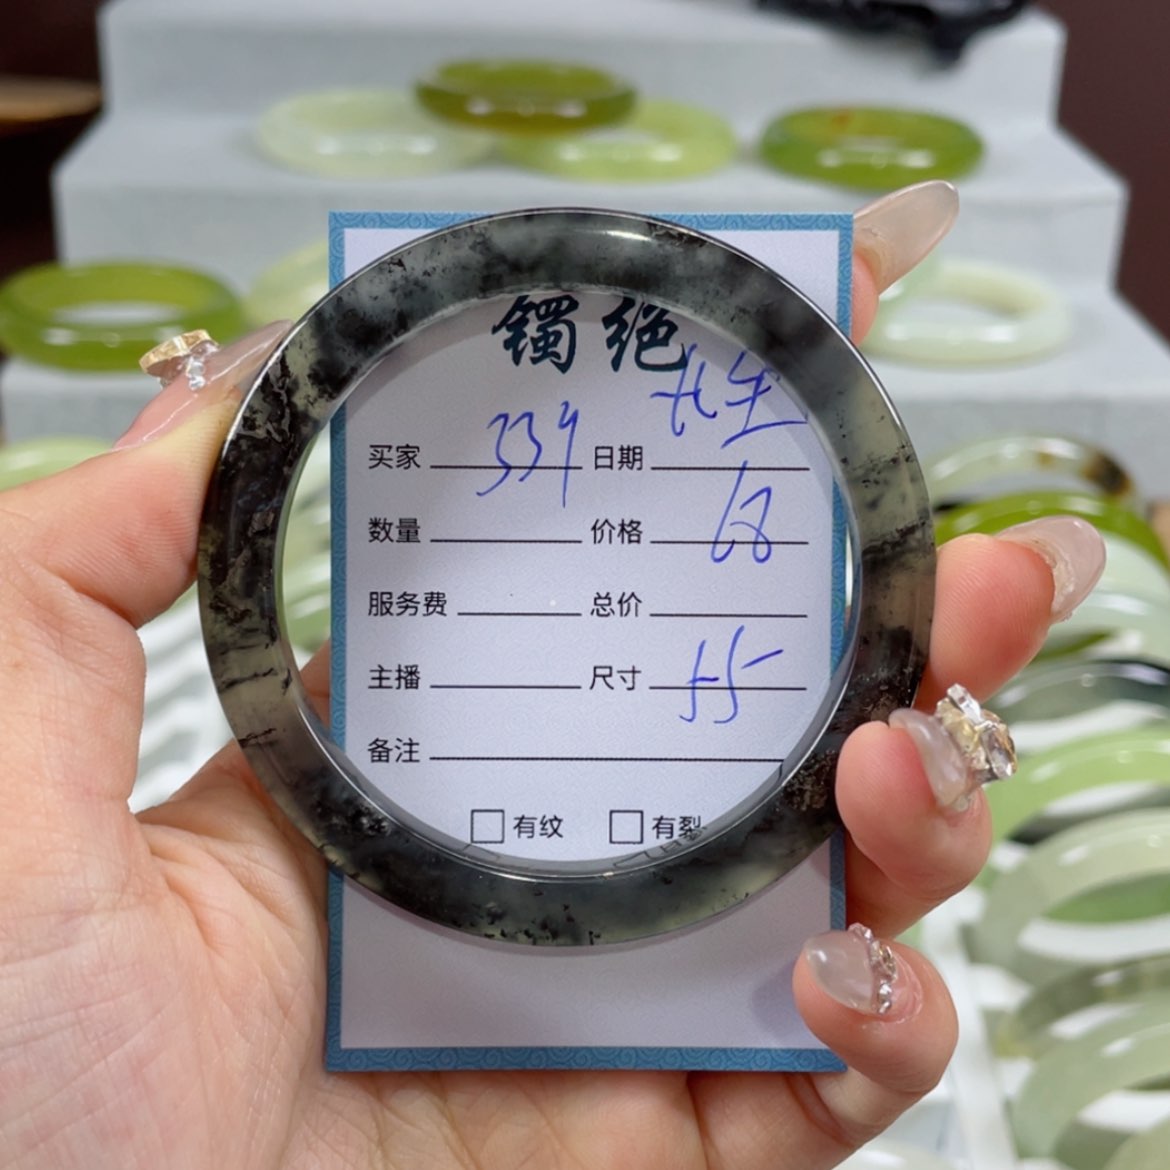 镯绝
买家 339 日期
数量 价格 68
服务费 总价
主播 尺寸 55
备注
有纹 有裂